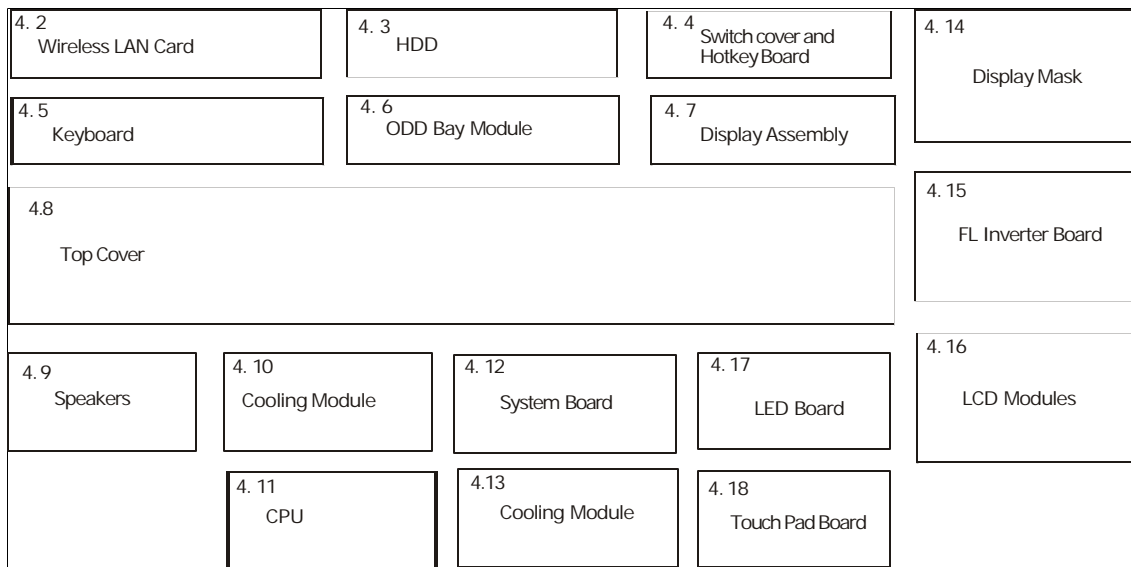 4. 2
Wireless LAN Card
4. 3
HDD
4. 4
Switch cover and
Hotkey Board
4. 14
Display Mask
4. 5
Keyboard
4. 6
ODD Bay Module
4. 7
Display Assembly
4.8
Top Cover
4. 15
FL Inverter Board
4. 9
Speakers
4. 10
Cooling Module
4. 12
System Board
4. 17
LED Board
4. 16
LCD Modules
4. 11
CPU
4.13
Cooling Module
4. 18
Touch Pad Board